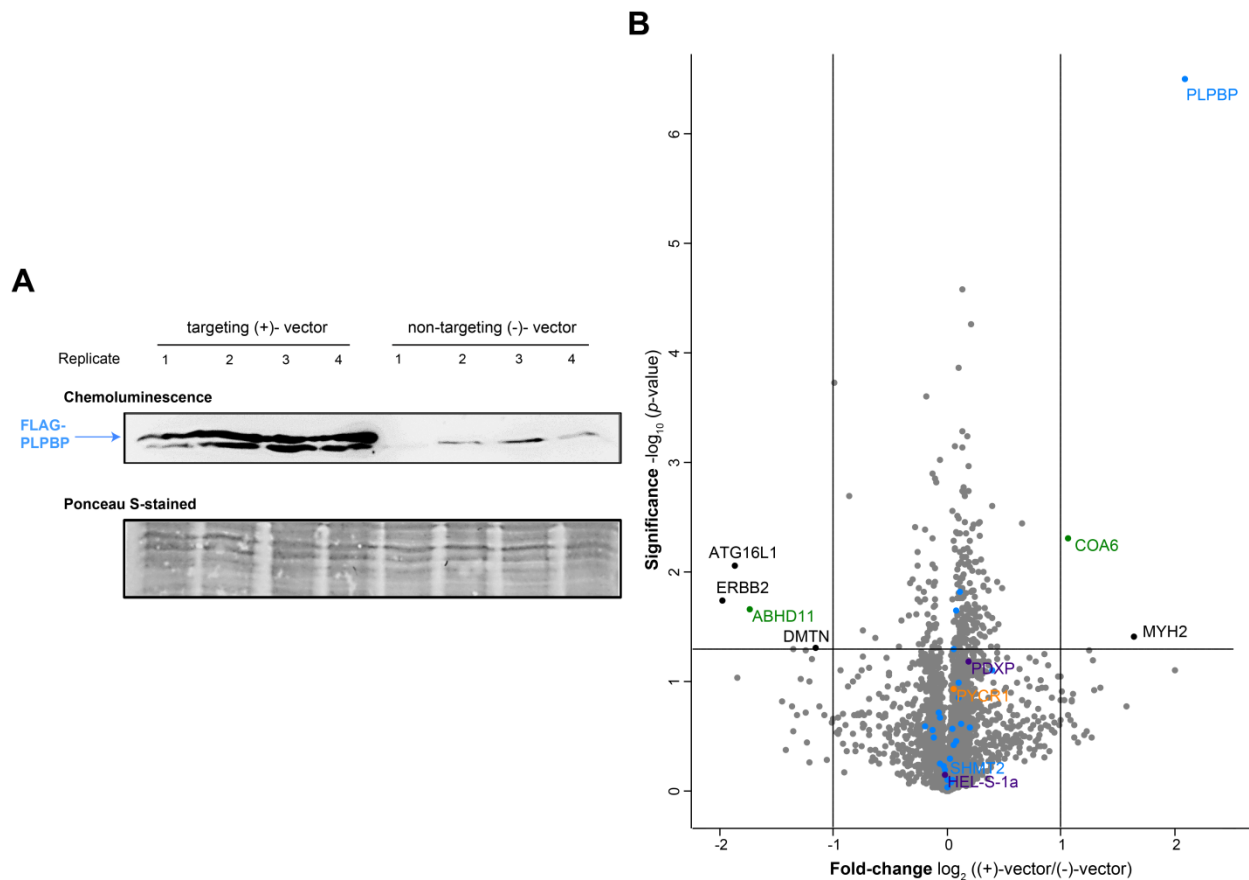 A
targeting (+)- vector
non-targeting (-)- vector
Replicate 1 2 3 4 1 2 3 4
Chemoluminescence
FLAG-
PLPBP
Ponceau S-stained
B
PLPBP
6
5
4
3
2
1
0
Significance -log10 (p-value)
COA6
ATG16L1
ERBB2
ABHD11
DMTN
MYH2
PDXP
PYCR1
SHMT2
HEL-S-1a
-2 -1 0 1 2
Fold-change log2 ((+)-vector/(-)-vector)